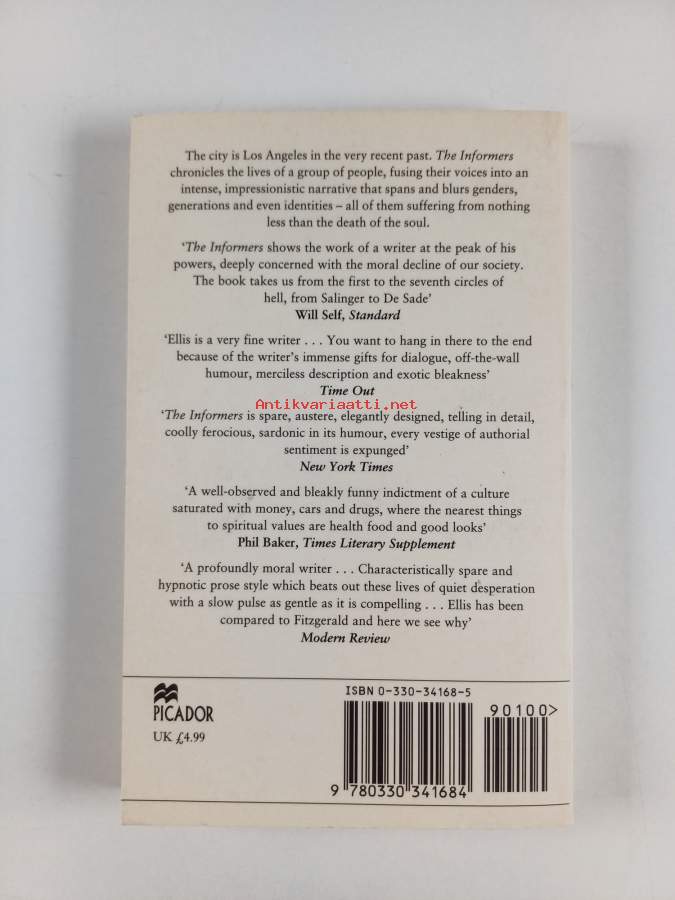 The city is Los Angeles in the very recent past. The Informers
chronicles the lives of a group of people, fusing their voices into an
intense, impressionistic narrative that spans and blurs genders,
generations and even identities – all of them suffering from nothing
less than the death of the soul.
‘The Informers shows the work of a writer at the peak of his
powers, deeply concerned with the moral decline of our society.
The book takes us from the first to the seventh circles of
hell, from Salinger to De Sade’
Will Self, Standard
‘Ellis is a very fine writer . . . You want to hang in there to the end
because of the writer’s immense gifts for dialogue, off-the-wall
humour, merciless description and exotic bleakness’
Time Out
Antikvariaatti.net
‘The Informers is spare, austere, elegantly designed, telling in detail,
coolly ferocious, sardonic in its humour, every vestige of authorial
sentiment is expunged’
New York Times
‘A well-observed and bleakly funny indictment of a culture
saturated with money, cars and drugs, where the nearest things
to spiritual values are health food and good looks’
Phil Baker, Times Literary Supplement
‘A profoundly moral writer . . . Characteristically spare and
hypnotic prose style which beats out these lives of quiet desperation
with a slow pulse as gentle as it is compelling . . . Ellis has been
compared to Fitzgerald and here we see why’
Modern Review
PICADOR
UK £4.99
ISBN 0-330-34168-5
90100>
9 780330 341684